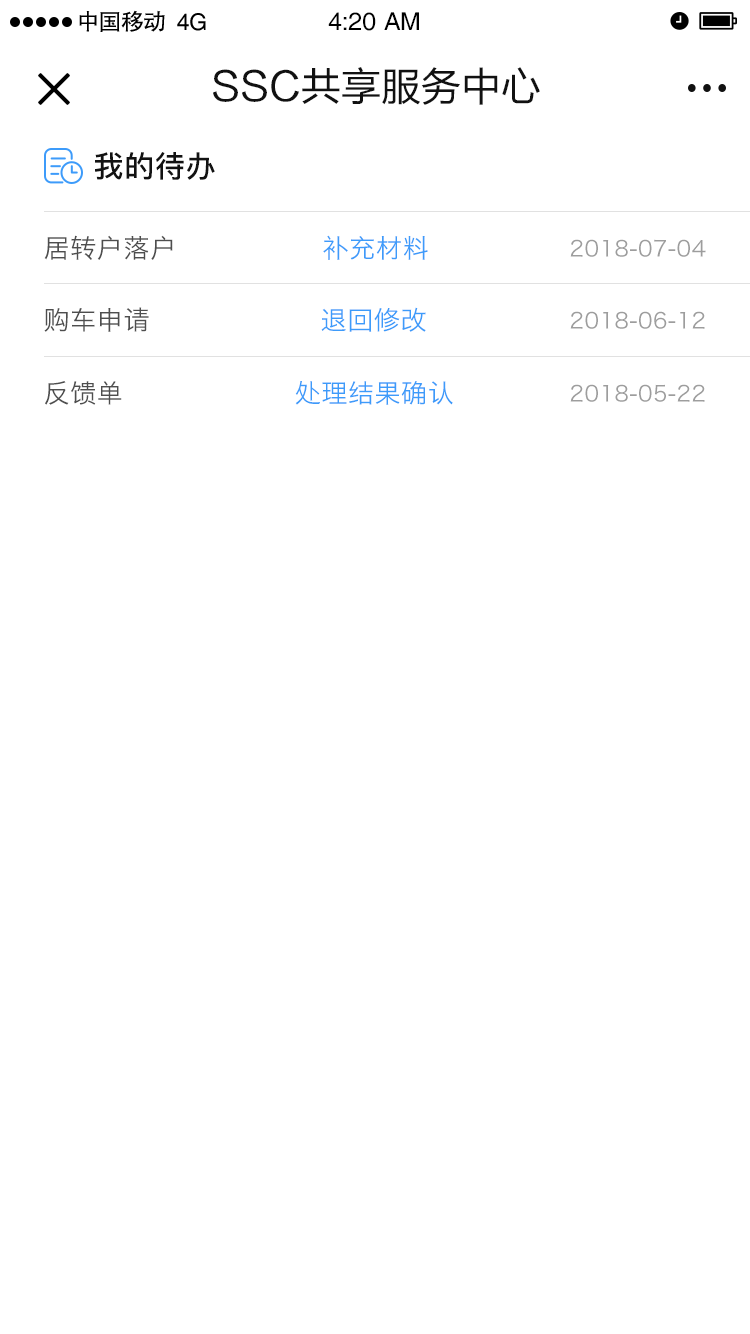 中国移动 4G 4:20 AM
SSC共享服务中心
我的待办
居转户落户 补充材料 2018-07-04
购车申请 退回修改 2018-06-12
反馈单 处理结果确认 2018-05-22